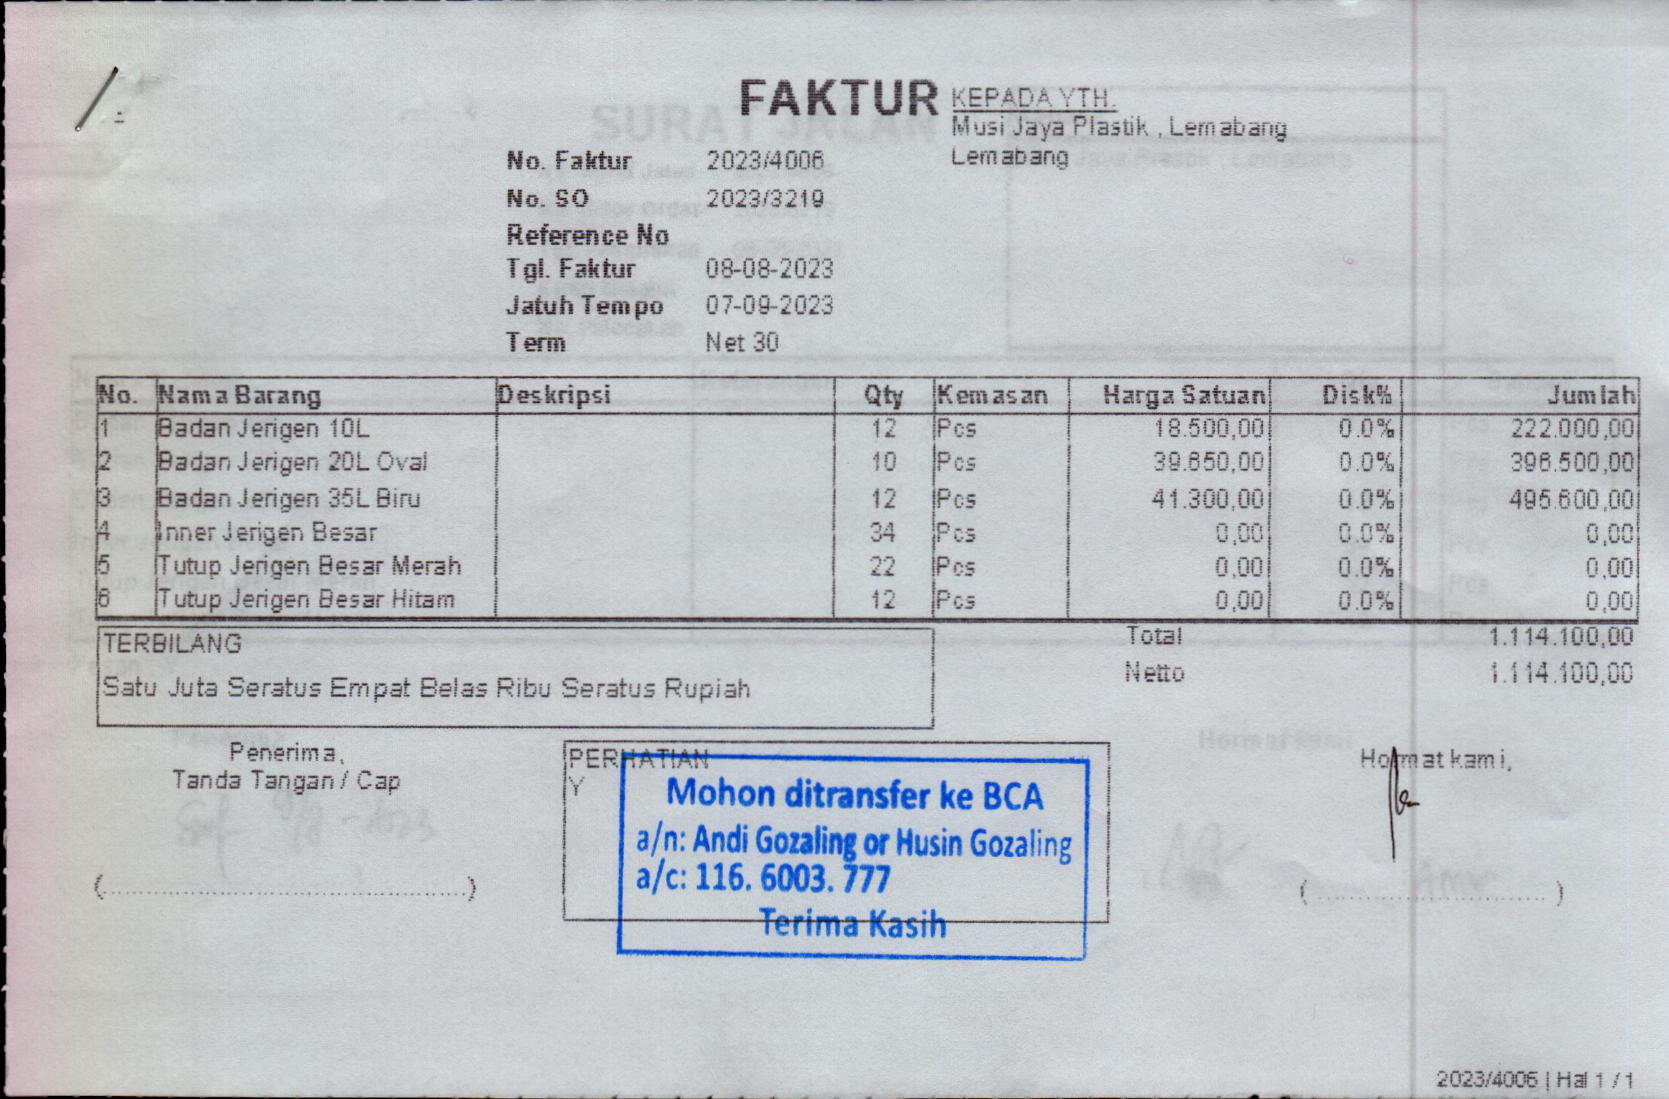 FAKTUR
KEPADA YTH.
Musi Jaya Plastik , Lemabang
Lemabang
No. Faktur 2023/4006
No. SO 2023/3219
Reference No
Tgl. Faktur 08-08-2023
Jatuh Tempo 07-09-2023
Term Net 30
No. Nama Barang Deskripsi Qty Kemasan Harga Satuan Disk% Jumlah
1 Badan Jerigen 10L 12 Pcs 18.500,00 0.0% 222.000,00
2 Badan Jerigen 20L Oval 10 Pcs 39.650,00 0.0% 396.500,00
3 Badan Jerigen 35L Biru 12 Pcs 41.300,00 0.0% 495.600,00
4 Inner Jerigen Besar 34 Pcs 0,00 0.0% 0,00
5 Tutup Jerigen Besar Merah 22 Pcs 0,00 0.0% 0,00
6 Tutup Jerigen Besar Hitam 12 Pcs 0,00 0.0% 0,00
TERBILANG
Satu Juta Seratus Empat Belas Ribu Seratus Rupiah
Total 1.114.100,00
Netto 1.114.100,00
Penerima,
Tanda Tangan / Cap
(..............................)
PERHATIAN
Y
Mohon ditransfer ke BCA
a/n: Andi Gozaling or Husin Gozaling
a/c: 116. 6003. 777
Terima Kasih
Hormat kami,
(..............................)
2023/4006 | Hal 1 / 1